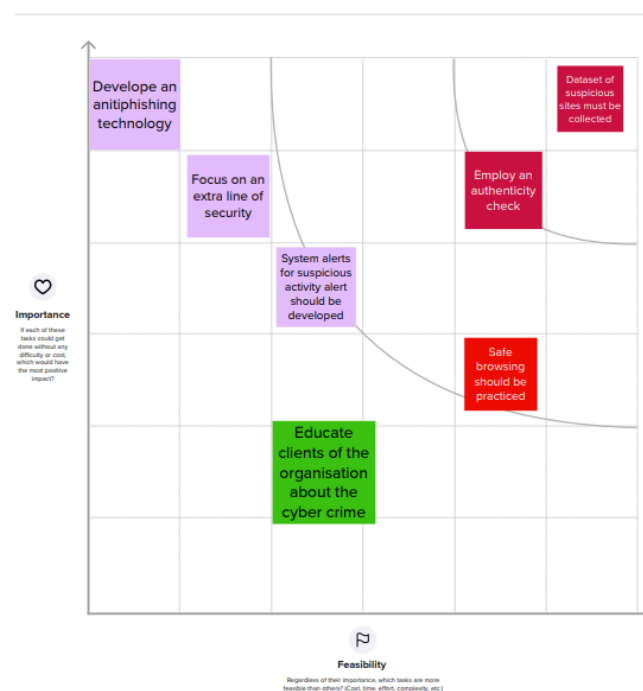 Develope an
anitiphishing
technology
Dataset of
suspicious
sites must be
collected
Focus on an
extra line of
security
Employ an
authenticity
check
System alerts
for suspicious
activity alert
should be
developed
Importance
If each of these
tasks could get
done without any
difficulty or cost,
which would have
the most positive
impact?
Safe
browsing
should be
practiced
Educate
clients of the
organisation
about the
cyber crime
Feasibility
Regardless of their importance, which tasks are more
feasible than others? (Cost, time, effort, complexity, etc.)